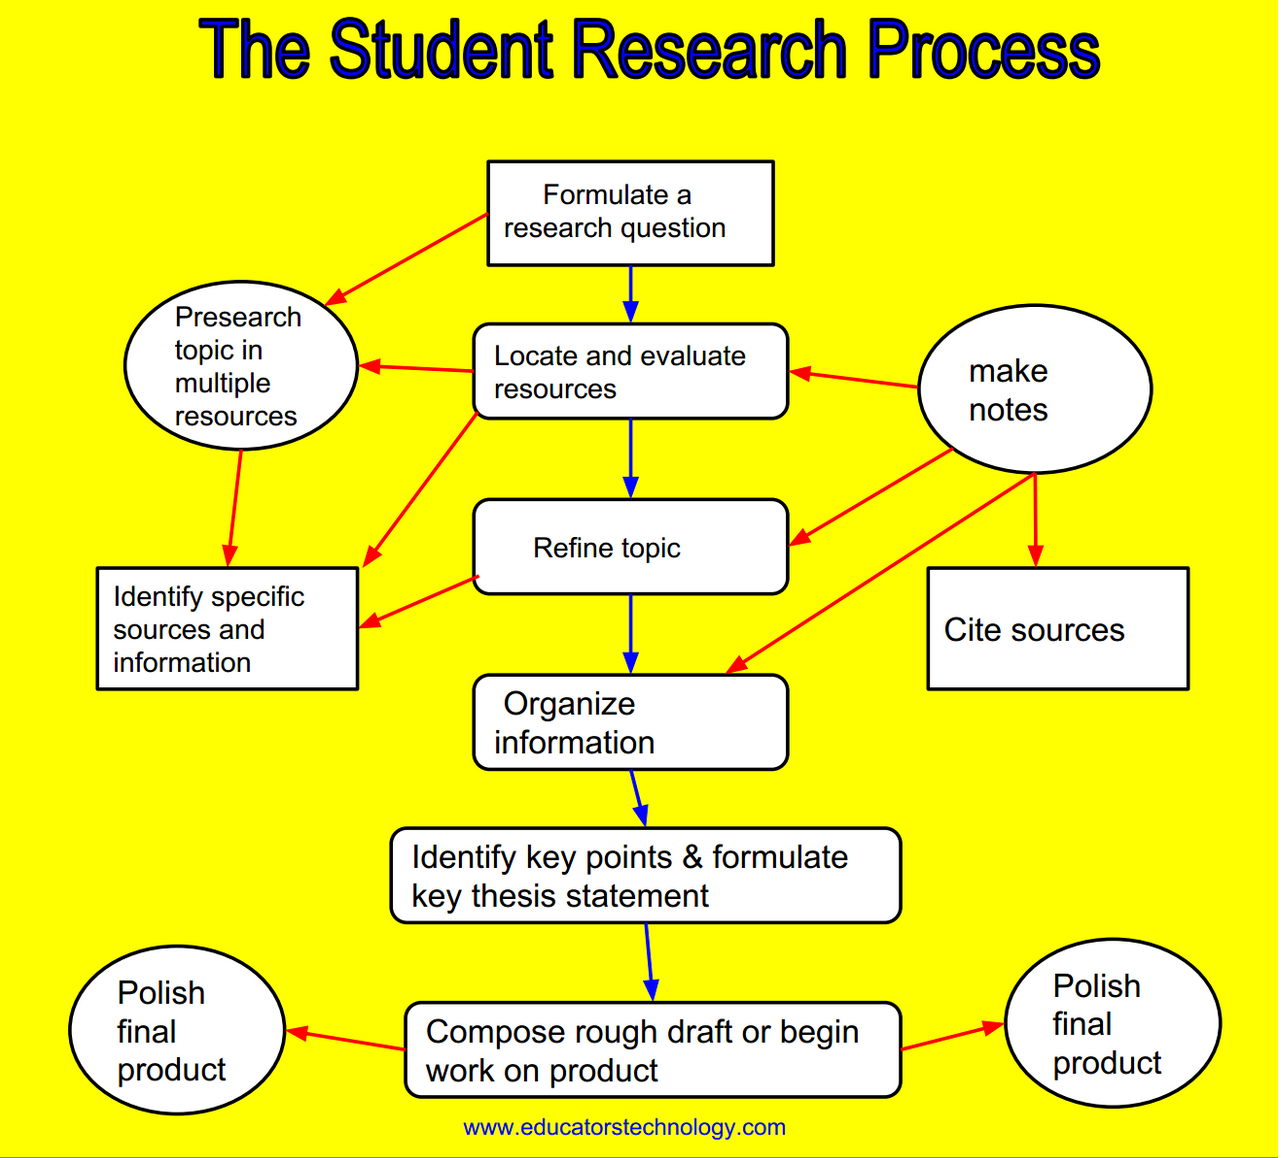 The Student Research Process
Formulate a
research question
Presearch
topic in
multiple
resources
Locate and evaluate
resources
make
notes
Refine topic
Identify specific
sources and
information
Cite sources
Organize
information
Identify key points & formulate
key thesis statement
Polish
final
product
Compose rough draft or begin
work on product
Polish
final
product
www.educatorstechnology.com